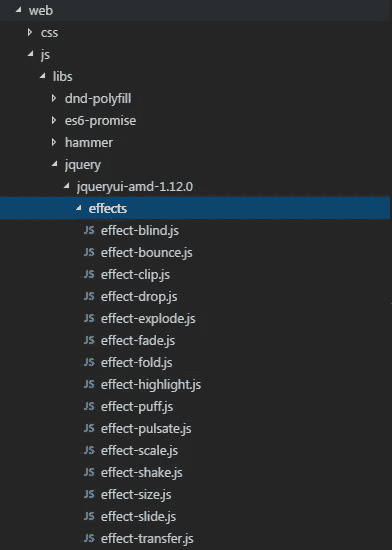 web
css
js
libs
dnd-polyfill
es6-promise
hammer
jquery
jqueryui-amd-1.12.0
effects
JS effect-blind.js
JS effect-bounce.js
JS effect-clip.js
JS effect-drop.js
JS effect-explode.js
JS effect-fade.js
JS effect-fold.js
JS effect-highlight.js
JS effect-puff.js
JS effect-pulsate.js
JS effect-scale.js
JS effect-shake.js
JS effect-size.js
JS effect-slide.js
JS effect-transfer.js